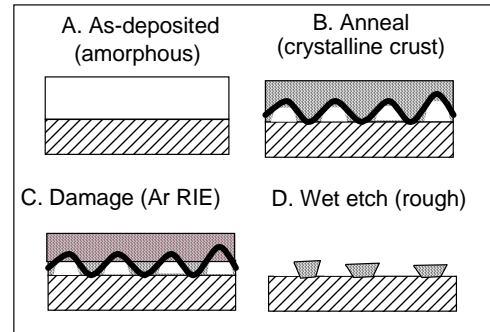 A. As-deposited
(amorphous)
B. Anneal
(crystalline crust)
C. Damage (Ar RIE)
D. Wet etch (rough)